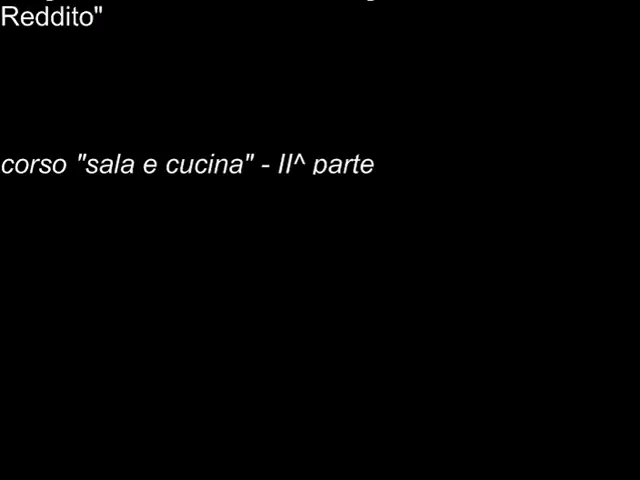 Reddito"
corso "sala e cucina" - II^ parte